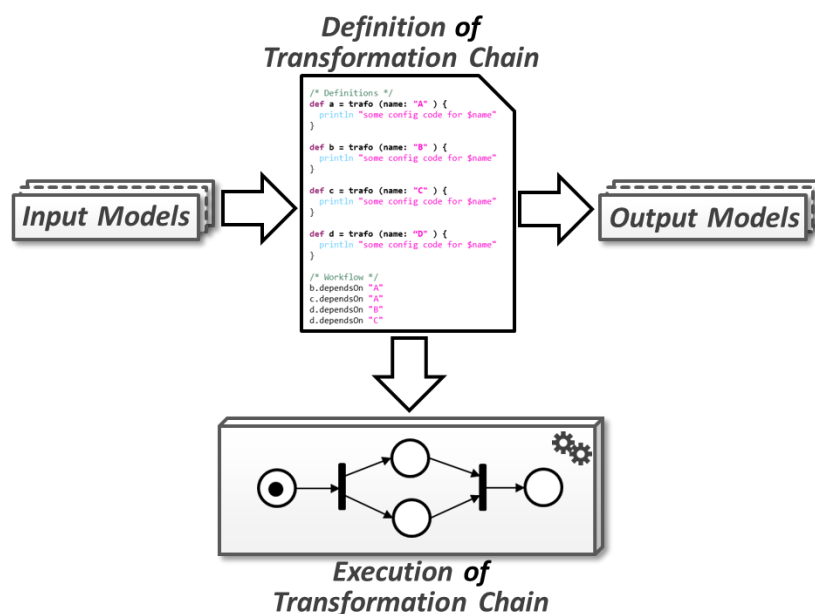 Definition of
Transformation Chain
/* Definitions */
def a = trafo (name: "A" ) {
println "some config code for $name"
}
def b = trafo (name: "B" ) {
println "some config code for $name"
}
def c = trafo (name: "C" ) {
println "some config code for $name"
}
def d = trafo (name: “D" ) {
println "some config code for $name"
}
/* Workflow */
b.dependsOn "A"
c.dependsOn "A"
d.dependsOn "B"
d.dependsOn "C"
Input Models
Output Models
Execution of
Transformation Chain